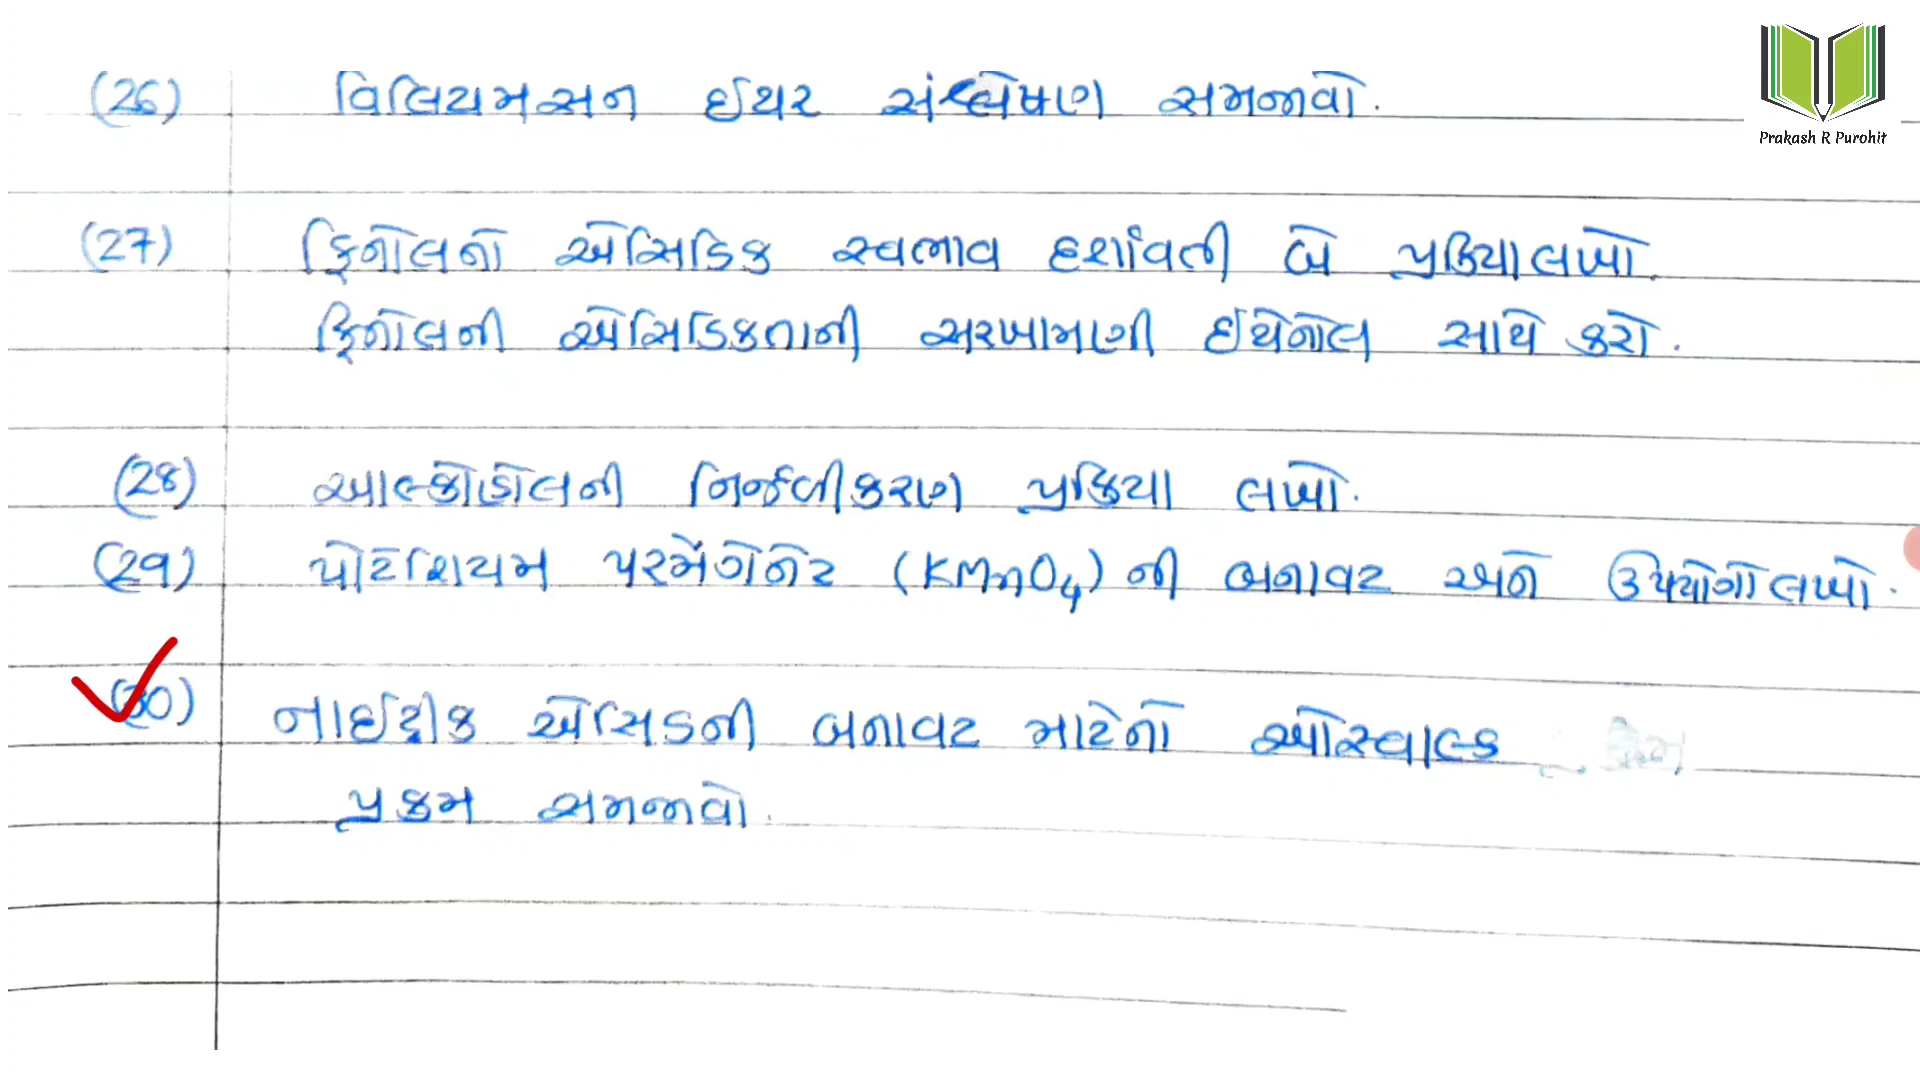 Prakash R Purohit
(26) વિલિયમસન ઈથર સંશ્લેષણ સમજાવો.
(27) ફિનોલનો એસિડિક સ્વભાવ દર્શાવતી બે પ્રક્રિયા લખો.
ફિનોલની એસિડિકતાની સરખામણી ઈથેનોલ સાથે કરો.
(28) આલ્કોહોલની નિર્જલીકરણ પ્રક્રિયા લખો.
(29) પોટેશિયમ પરમેંગેનેટ (KMnO4) ની બનાવટ અને ઉપયોગો લખો.
(30) નાઈટ્રીક એસિડની બનાવટ માટેનો ઓસ્વાલ્ડ
પ્રક્રમ સમજાવો.